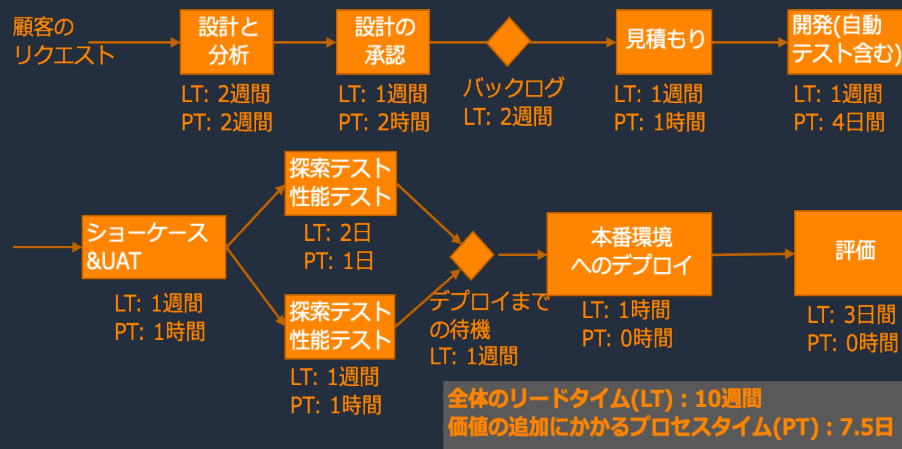 顧客の
リクエスト
設計と
分析
LT: 2週間
PT: 2週間
設計の
承認
LT: 1週間
PT: 2時間
バックログ
LT: 2週間
見積もり
LT: 1週間
PT: 1時間
開発(自動
テスト含む)
LT: 1週間
PT: 4日間
ショーケース
&UAT
LT: 1週間
PT: 1時間
探索テスト
性能テスト
LT: 2日
PT: 1日
探索テスト
性能テスト
LT: 1週間
PT: 1時間
デプロイまで
の待機
LT: 1週間
本番環境
へのデプロイ
LT: 1時間
PT: 0時間
評価
LT: 3日間
PT: 0時間
全体のリードタイム(LT)：10週間
価値の追加にかかるプロセスタイム(PT)：7.5日